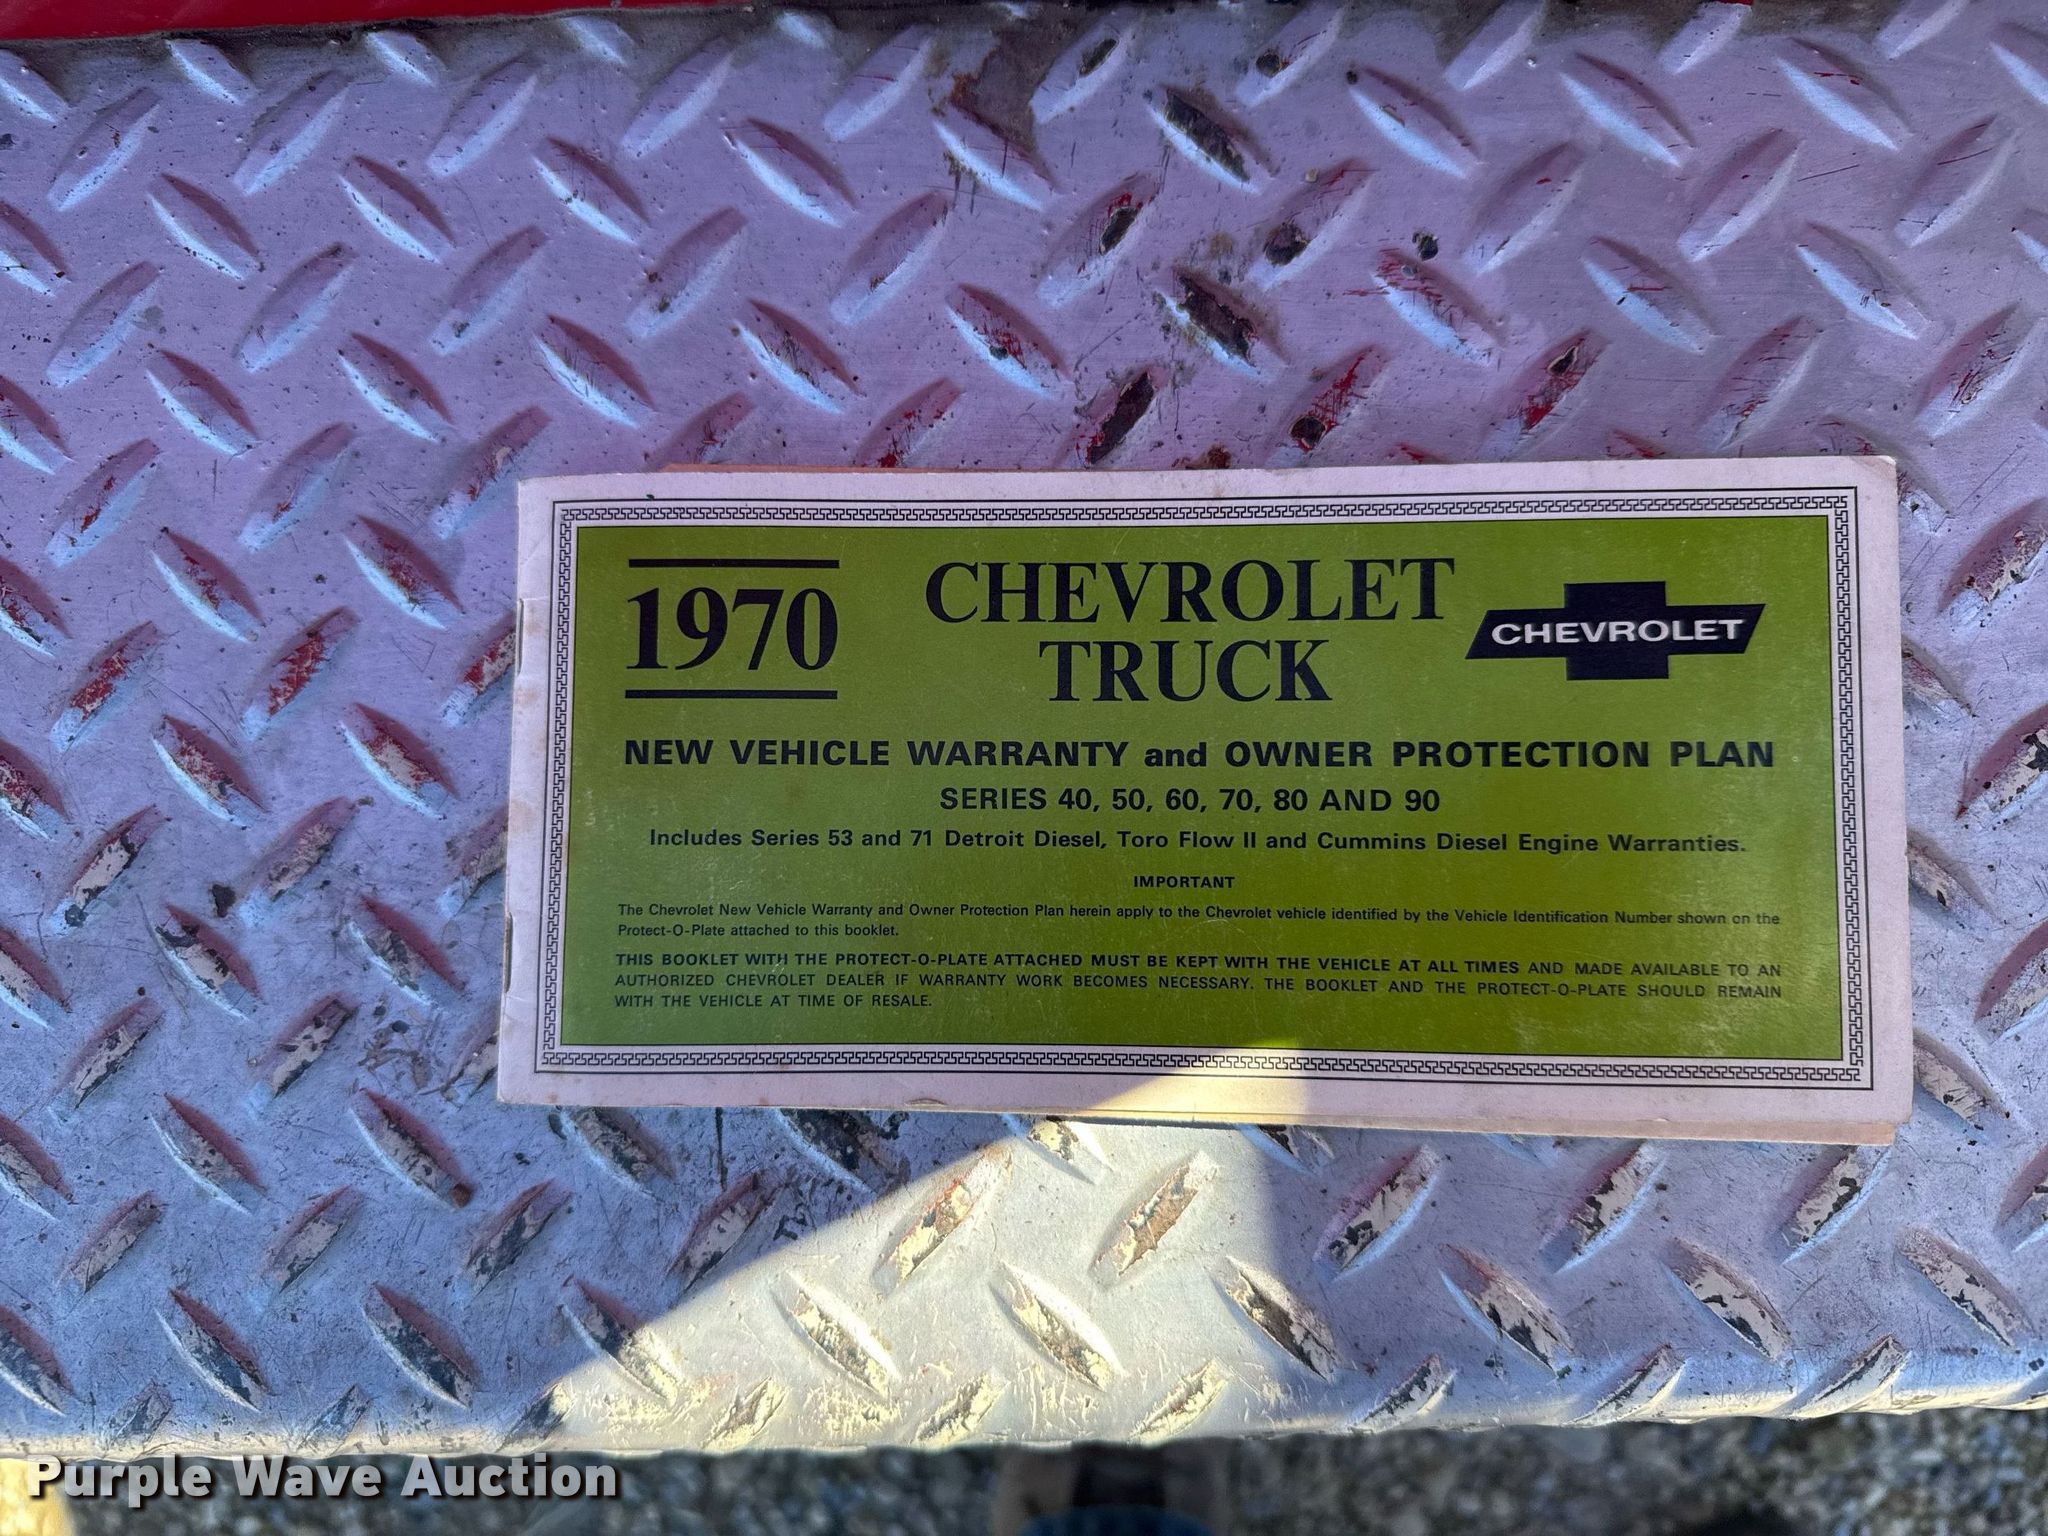 1970
CHEVROLET
TRUCK
CHEVROLET
NEW VEHICLE WARRANTY and OWNER PROTECTION PLAN
SERIES 40, 50, 60, 70, 80 AND 90
Includes Series 53 and 71 Detroit Diesel, Toro Flow II and Cummins Diesel Engine Warranties.
IMPORTANT
The Chevrolet New Vehicle Warranty and Owner Protection Plan herein apply to the Chevrolet vehicle identified by the Vehicle Identification Number shown on the
Protect-O-Plate attached to this booklet.
THIS BOOKLET WITH THE PROTECT-O-PLATE ATTACHED MUST BE KEPT WITH THE VEHICLE AT ALL TIMES AND MADE AVAILABLE TO AN
AUTHORIZED CHEVROLET DEALER IF WARRANTY WORK BECOMES NECESSARY. THE BOOKLET AND THE PROTECT-O-PLATE SHOULD REMAIN
WITH THE VEHICLE AT TIME OF RESALE.
Purple Wave Auction